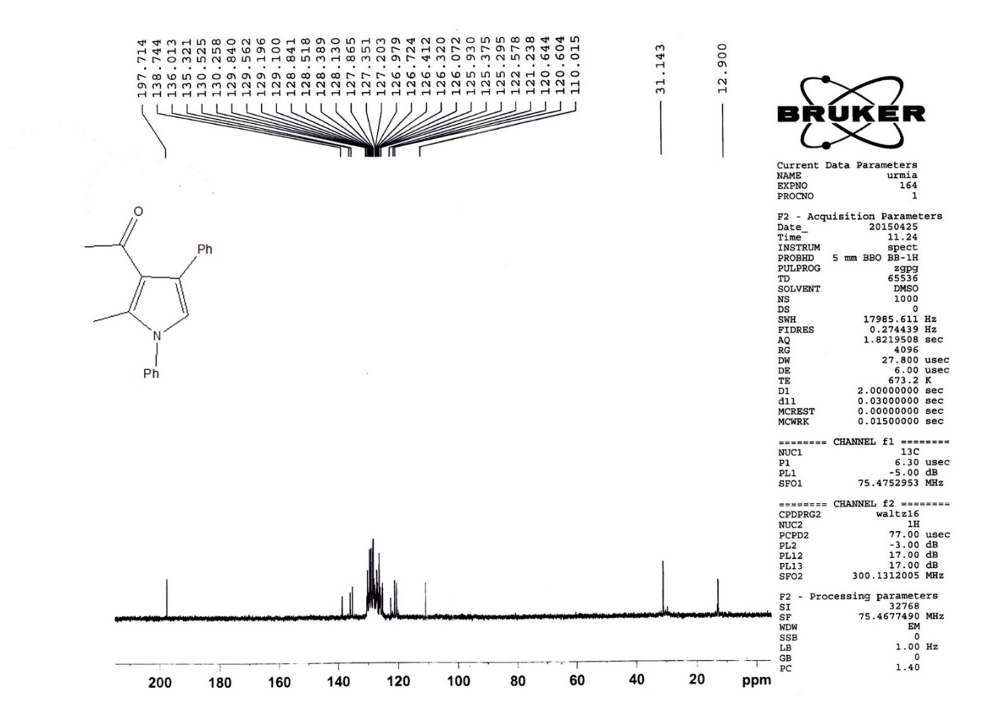 197.714
138.744
136.013
135.321
130.525
130.258
129.840
129.562
129.196
129.100
128.841
128.518
128.389
128.130
127.865
127.351
127.203
126.979
126.724
126.412
126.320
126.072
125.930
125.375
125.295
122.578
121.238
120.644
120.604
110.015
31.143
12.900
BRUKER
Current Data Parameters
NAME urmia
EXPNO 164
PROCNO 1
F2 - Acquisition Parameters
Date_ 20150425
Time 11.24
INSTRUM spect
PROBHD 5 mm BBO BB-1H
PULPROG zgpg
TD 65536
SOLVENT DMSO
NS 1000
DS 0
SWH 17985.611 Hz
FIDRES 0.274439 Hz
AQ 1.8219508 sec
RG 4096
DW 27.800 usec
DE 6.00 usec
TE 673.2 K
D1 2.00000000 sec
d11 0.03000000 sec
MCREST 0.00000000 sec
MCWRK 0.01500000 sec
======== CHANNEL f1 ========
NUC1 13C
P1 6.30 usec
PL1 -5.00 dB
SFO1 75.4752953 MHz
======== CHANNEL f2 ========
CPDPRG2 waltz16
NUC2 1H
PCPD2 77.00 usec
PL2 -3.00 dB
PL12 17.00 dB
PL13 17.00 dB
SFO2 300.1312005 MHz
F2 - Processing parameters
SI 32768
SF 75.4677490 MHz
WDW EM
SSB 0
LB 1.00 Hz
GB 0
PC 1.40
O
Ph
N
Ph
200 180 160 140 120 100 80 60 40 20 ppm